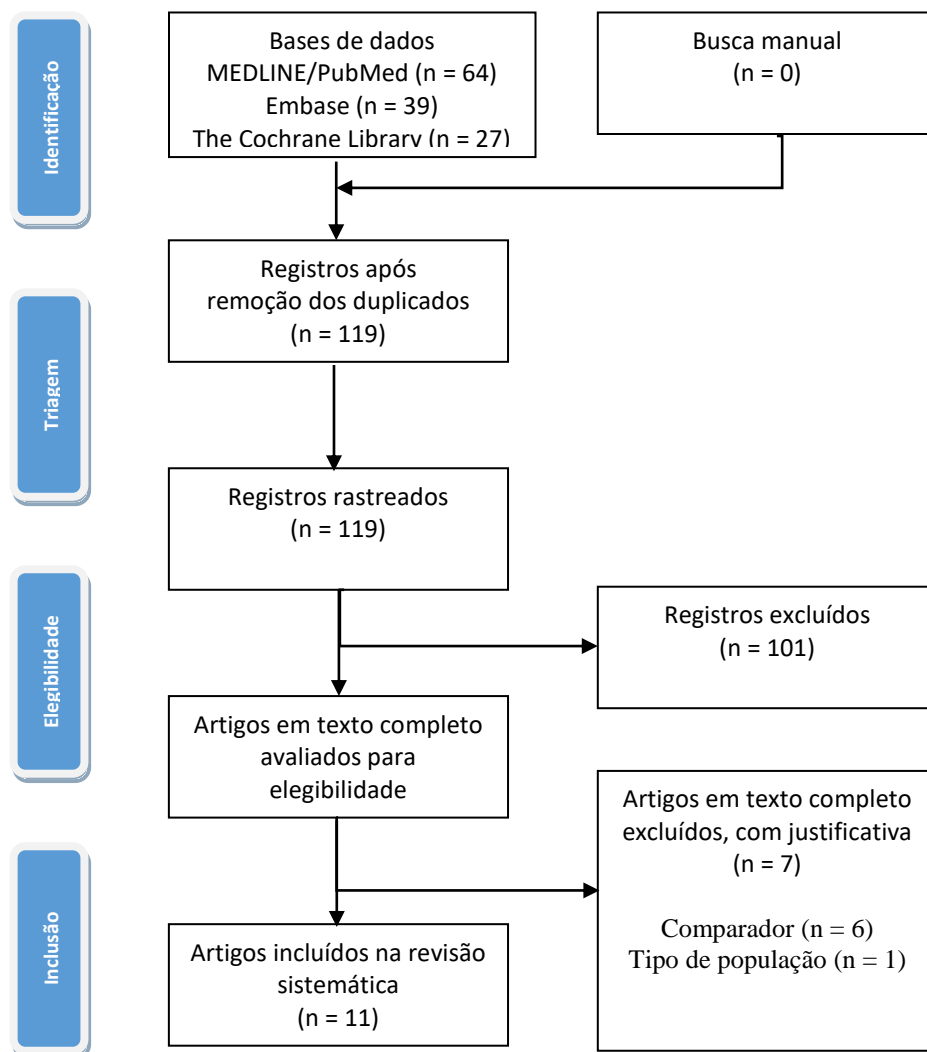 Identificação
Bases de dados
MEDLINE/PubMed (n = 64)
Embase (n = 39)
The Cochrane Library (n = 27)
Busca manual
(n = 0)
Registros após
remoção dos duplicados
(n = 119)
Triagem
Registros rastreados
(n = 119)
Elegibilidade
Registros excluídos
(n = 101)
Artigos em texto completo
avaliados para
elegibilidade
Artigos em texto completo
excluídos, com justificativa
(n = 7)
Comparador (n = 6)
Tipo de população (n = 1)
Inclusão
Artigos incluídos na revisão
sistemática
(n = 11)